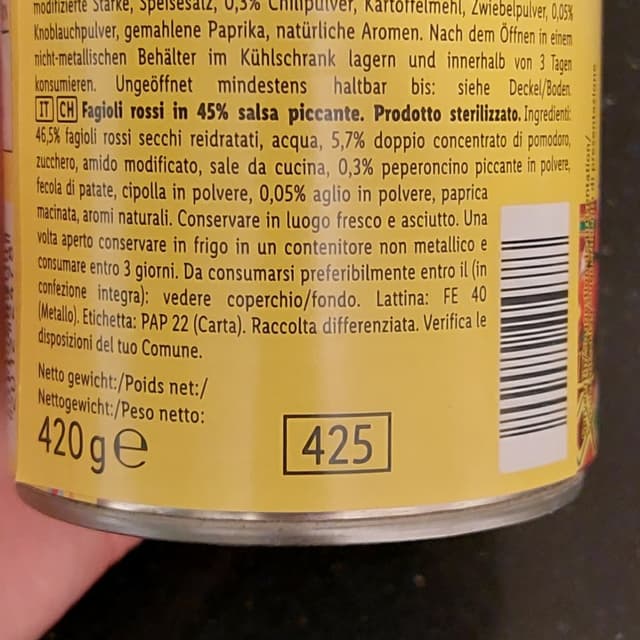 modifizierte Stärke, Speisesalz, 0,3% Chilipulver, Kartoffelmehl, Zwiebelpulver, 0,05%
Knoblauchpulver, gemahlene Paprika, natürliche Aromen. Nach dem Öffnen in einem
nicht-metallischen Behälter im Kühlschrank lagern und innerhalb von 3 Tagen
konsumieren. Ungeöffnet mindestens haltbar bis: siehe Deckel/Boden.
IT CH Fagioli rossi in 45% salsa piccante. Prodotto sterilizzato. Ingredienti:
46,5% fagioli rossi secchi reidratati, acqua, 5,7% doppio concentrato di pomodoro,
zucchero, amido modificato, sale da cucina, 0,3% peperoncino piccante in polvere,
fecola di patate, cipolla in polvere, 0,05% aglio in polvere, paprica
macinata, aromi naturali. Conservare in luogo fresco e asciutto. Una
volta aperto conservare in frigo in un contenitore non metallico e
consumare entro 3 giorni. Da consumarsi preferibilmente entro il (in
confezione integra): vedere coperchio/fondo. Lattina: FE 40
(Metallo). Etichetta: PAP 22 (Carta). Raccolta differenziata. Verifica le
disposizioni del tuo Comune.
Netto gewicht:/Poids net:/
Nettogewicht:/Peso netto:
420 g e
425